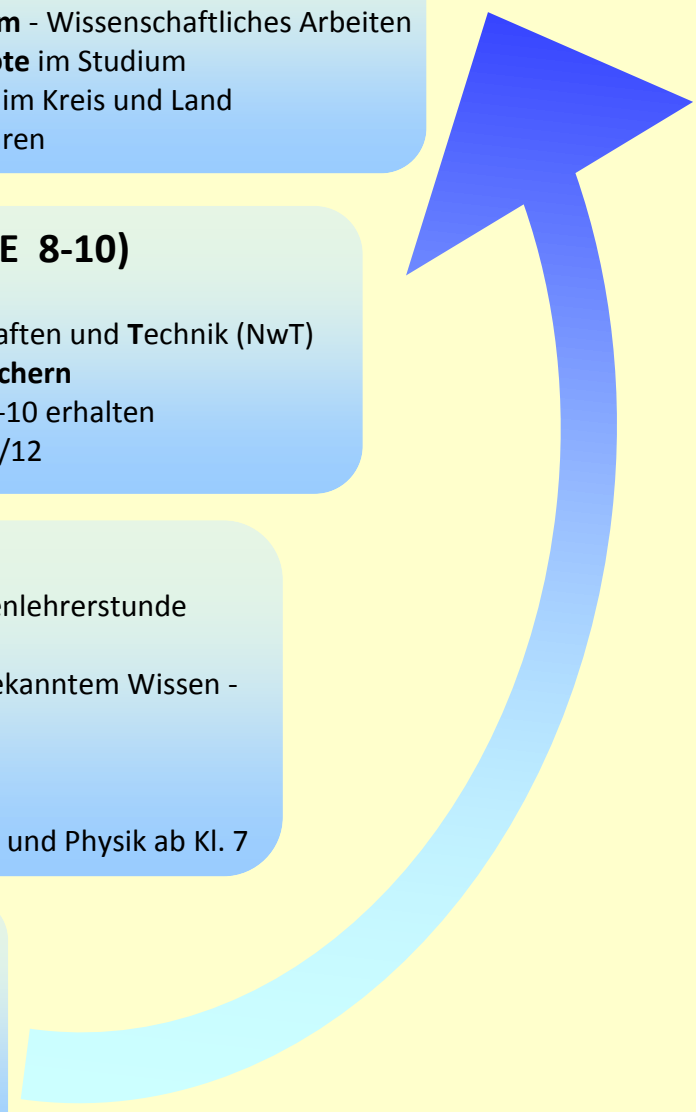 m - Wissenschaftliches Arbeiten
ote im Studium
im Kreis und Land
ren
E 8-10)
aften und Technik (NwT)
chern
-10 erhalten
/12
enlehrerstunde
ekanntem Wissen -
und Physik ab Kl. 7